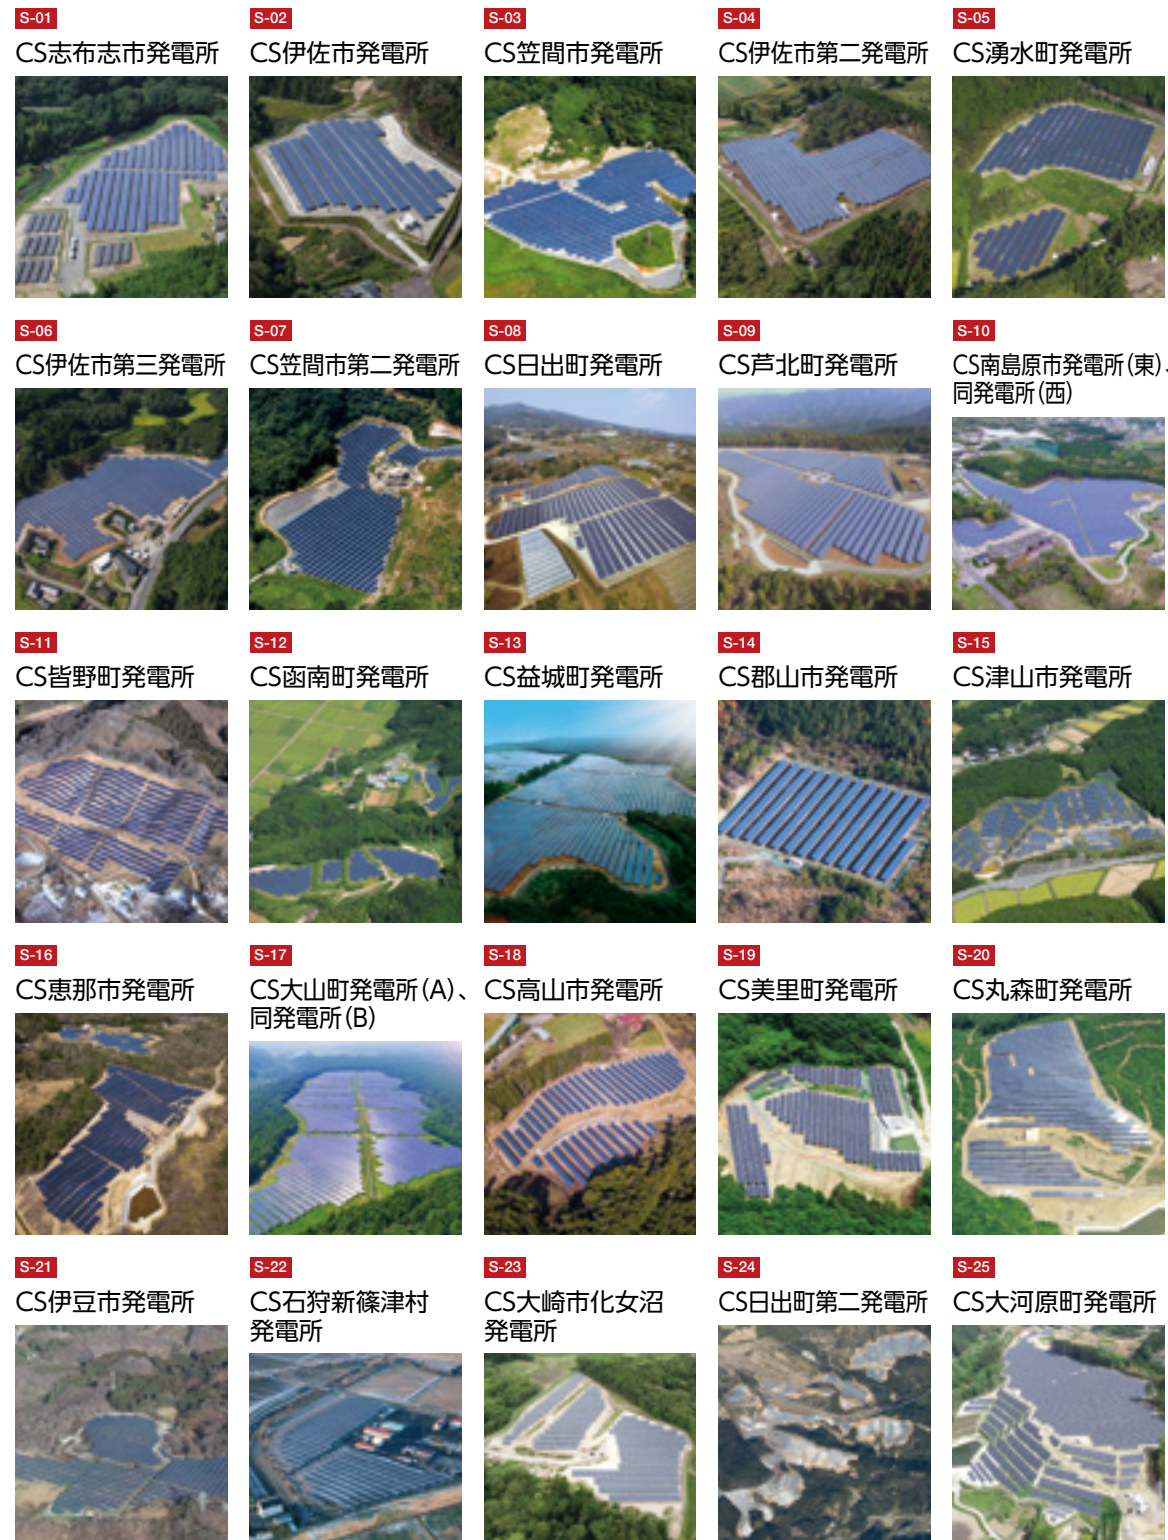 S-01
CS志布志市発電所
S-02
CS伊佐市発電所
S-03
CS笠間市発電所
S-04
CS伊佐市第二発電所
S-05
CS湧水町発電所
S-06
CS伊佐市第三発電所
S-07
CS笠間市第二発電所
S-08
CS日出町発電所
S-09
CS芦北町発電所
S-10
CS南島原市発電所(東)、
同発電所(西)
S-11
CS皆野町発電所
S-12
CS函南町発電所
S-13
CS益城町発電所
S-14
CS郡山市発電所
S-15
CS津山市発電所
S-16
CS恵那市発電所
S-17
CS大山町発電所(A)、
同発電所(B)
S-18
CS高山市発電所
S-19
CS美里町発電所
S-20
CS丸森町発電所
S-21
CS伊豆市発電所
S-22
CS石狩新篠津村
発電所
S-23
CS大崎市化女沼
発電所
S-24
CS日出町第二発電所
S-25
CS大河原町発電所